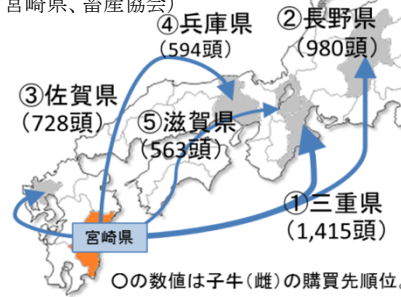 宮崎県、畜産協会)
④兵庫県
(594頭)
②長野県
(980頭)
③佐賀県
(728頭)
⑤滋賀県
(563頭)
①三重県
(1,415頭)
宮崎県
〇の数値は子牛(雌)の購買先順位。